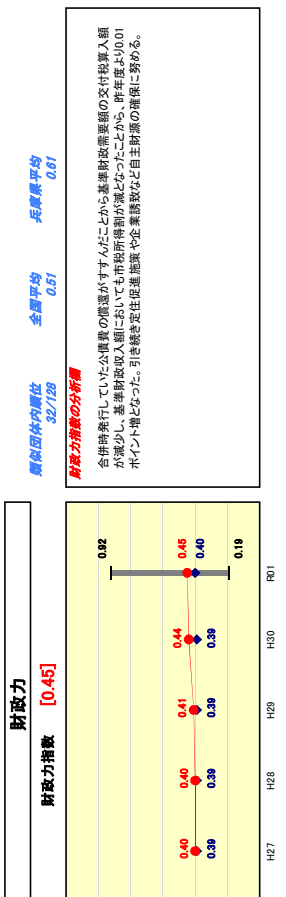 財政力
財政力指数 [0.45]
類似団体内順位
32/128
全国平均
0.51
兵庫県平均
0.61
財政力指数の分析欄
合併時発行していた公債費の償還がすすんだことから基準財政需要額の交付税算入額
が減少し、基準財政収入額においても市税所得割が減となったことから、昨年度より0.01
ポイント増となった。引き続き定住促進施策や企業誘致など自主財源の確保に努める。
0.92
0.40
0.40
0.41
0.44
0.45
0.39
0.39
0.39
0.39
0.40
0.19
H27
H28
H29
H30
R01